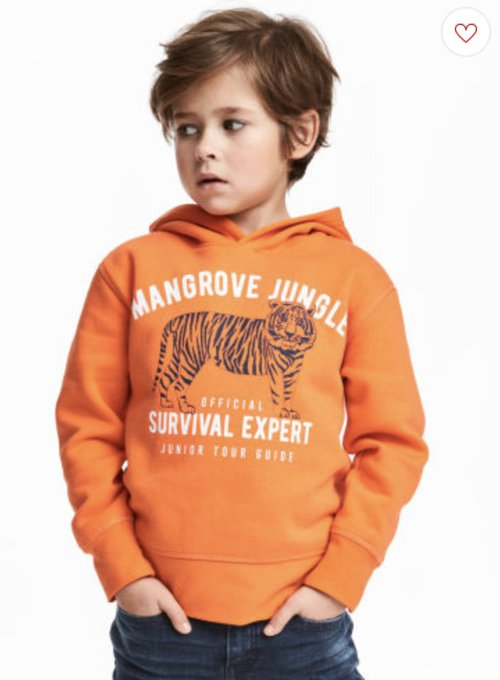 MANGROVE JUNGLE
OFFICIAL
SURVIVAL EXPERT
JUNIOR TOUR GUIDE